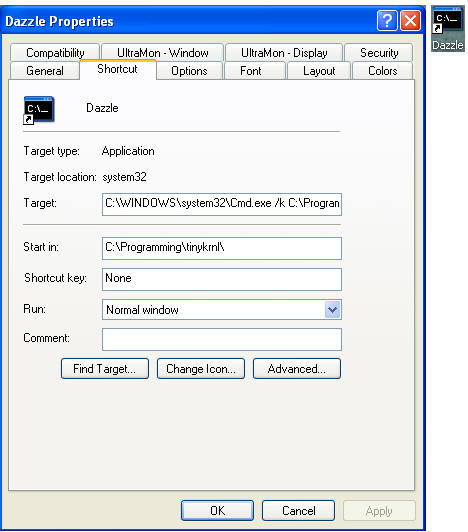 Dazzle Properties
C:\_
Dazzle
Compatibility UltraMon - Window UltraMon - Display Security
General Shortcut Options Font Layout Colors
C:\_ Dazzle
Target type: Application
Target location: system32
Target: C:\WINDOWS\system32\Cmd.exe /k C:\Program
Start in: C:\Programming\tinykrnl\
Shortcut key: None
Run: Normal window
Comment:
Find Target... Change Icon... Advanced...
OK Cancel Apply